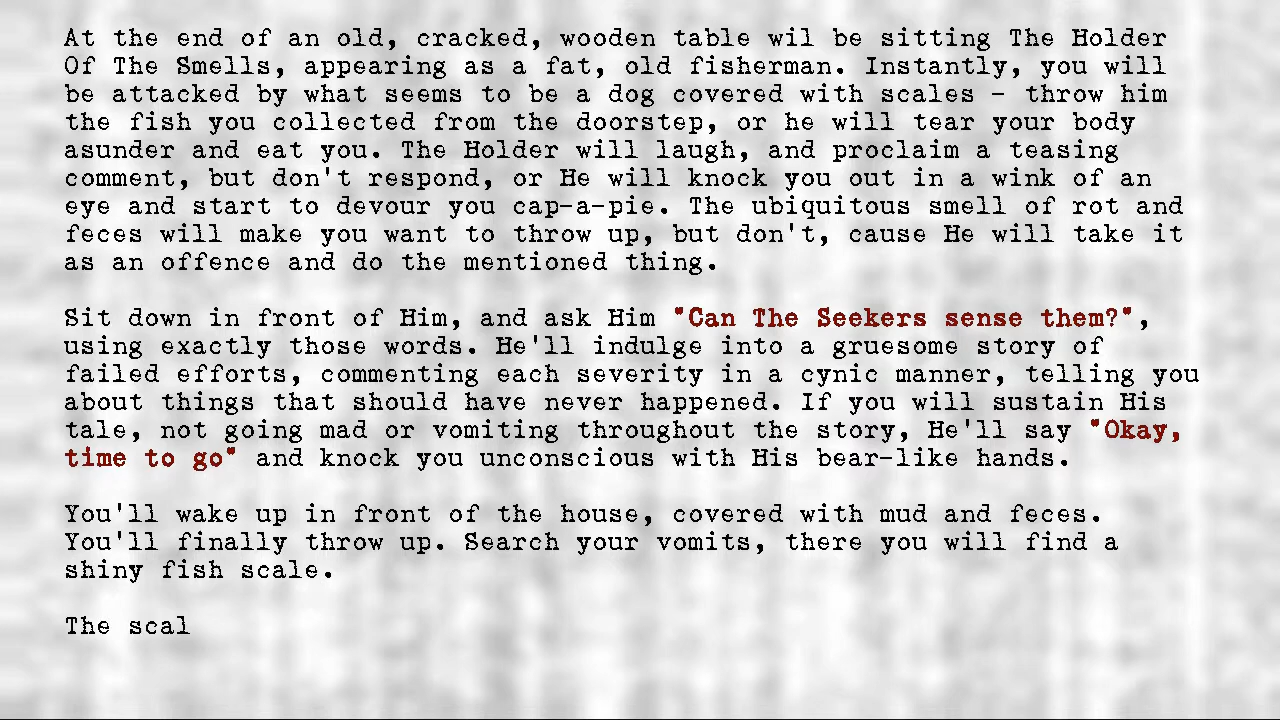 At the end of an old, cracked, wooden table wil be sitting The Holder
Of The Smells, appearing as a fat, old fisherman. Instantly, you will
be attacked by what seems to be a dog covered with scales - throw him
the fish you collected from the doorstep, or he will tear your body
asunder and eat you. The Holder will laugh, and proclaim a teasing
comment, but don't respond, or He will knock you out in a wink of an
eye and start to devour you cap-a-pie. The ubiquitous smell of rot and
feces will make you want to throw up, but don't, cause He will take it
as an offence and do the mentioned thing.
Sit down in front of Him, and ask Him "Can The Seekers sense them?",
using exactly those words. He'll indulge into a gruesome story of
failed efforts, commenting each severity in a cynic manner, telling you
about things that should have never happened. If you will sustain His
tale, not going mad or vomiting throughout the story, He'll say "Okay,
time to go" and knock you unconscious with His bear-like hands.
You'll wake up in front of the house, covered with mud and feces.
You'll finally throw up. Search your vomits, there you will find a
shiny fish scale.
The scal